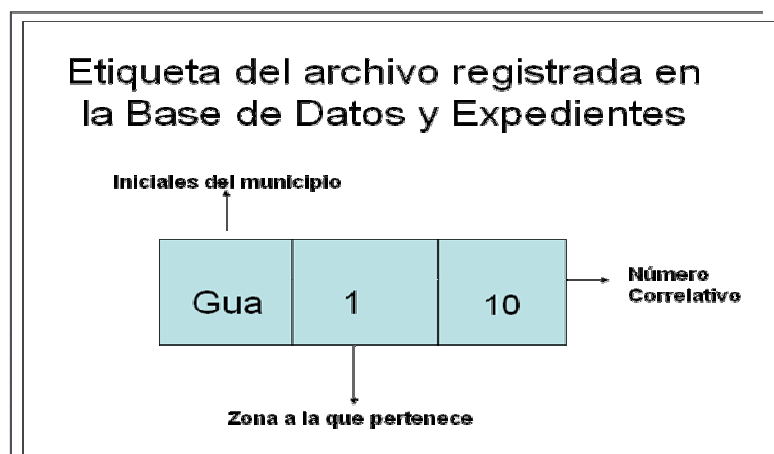 Etiqueta del archivo registrada en
la Base de Datos y Expedientes
Iniciales del municipio
Gua
1
10
Número
Correlativo
Zona a la que pertenece